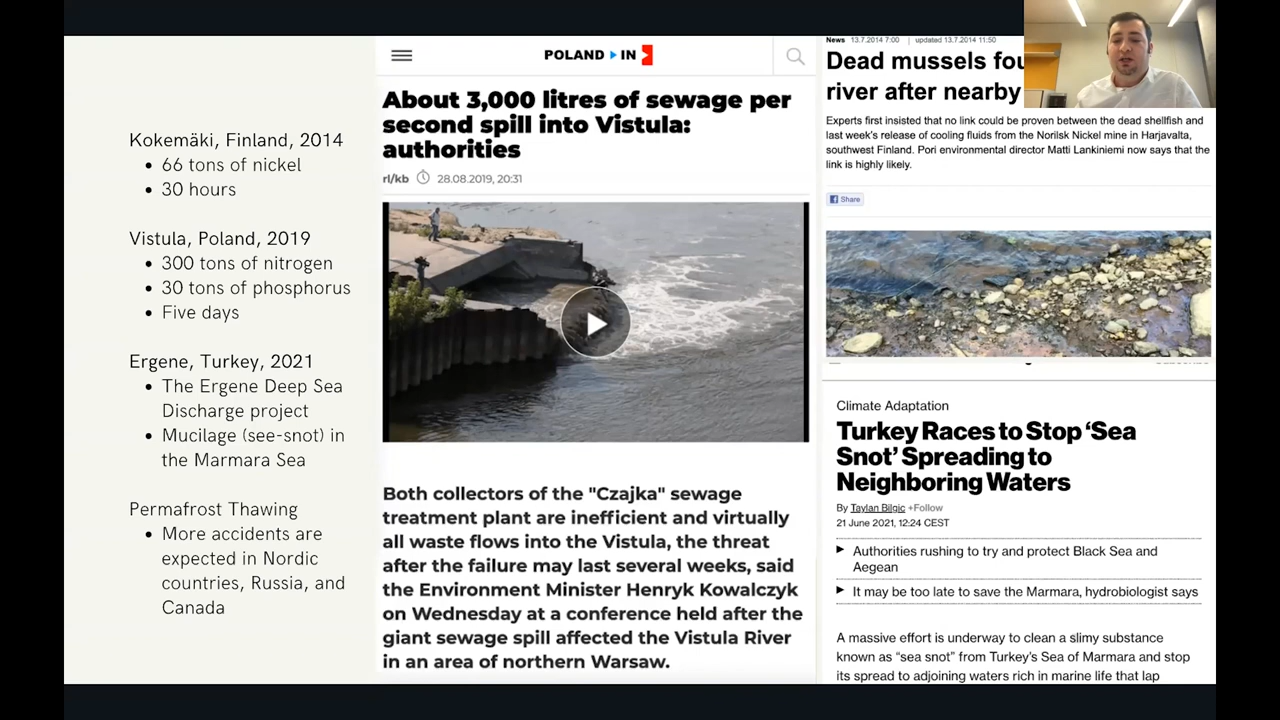 Kokemäki, Finland, 2014
• 66 tons of nickel
• 30 hours
Vistula, Poland, 2019
• 300 tons of nitrogen
• 30 tons of phosphorus
• Five days
Ergene, Turkey, 2021
• The Ergene Deep Sea
Discharge project
• Mucilage (see-snot) in
the Marmara Sea
Permafrost Thawing
• More accidents are
expected in Nordic
countries, Russia, and
Canada
POLAND IN
About 3,000 litres of sewage per
second spill into Vistula:
authorities
rl/kb 28.08.2019, 20:31
Both collectors of the "Czajka" sewage
treatment plant are inefficient and virtually
all waste flows into the Vistula, the threat
after the failure may last several weeks, said
the Environment Minister Henryk Kowalczyk
on Wednesday at a conference held after the
giant sewage spill affected the Vistula River
in an area of northern Warsaw.
News 13.7.2014 7:00 | updated 13.7.2014 11:50
Dead mussels fou
river after nearby
Experts first insisted that no link could be proven between the dead shellfish and
last week's release of cooling fluids from the Norilsk Nickel mine in Harjavalta,
southwest Finland. Pori environmental director Matti Lankiniemi now says that the
link is highly likely.
Share
Climate Adaptation
Turkey Races to Stop ‘Sea
Snot’ Spreading to
Neighboring Waters
By Taylan Bilgic +Follow
21 June 2021, 12:24 CEST
Authorities rushing to try and protect Black Sea and
Aegean
It may be too late to save the Marmara, hydrobiologist says
A massive effort is underway to clean a slimy substance
known as “sea snot” from Turkey's Sea of Marmara and stop
its spread to adjoining waters rich in marine life that lap